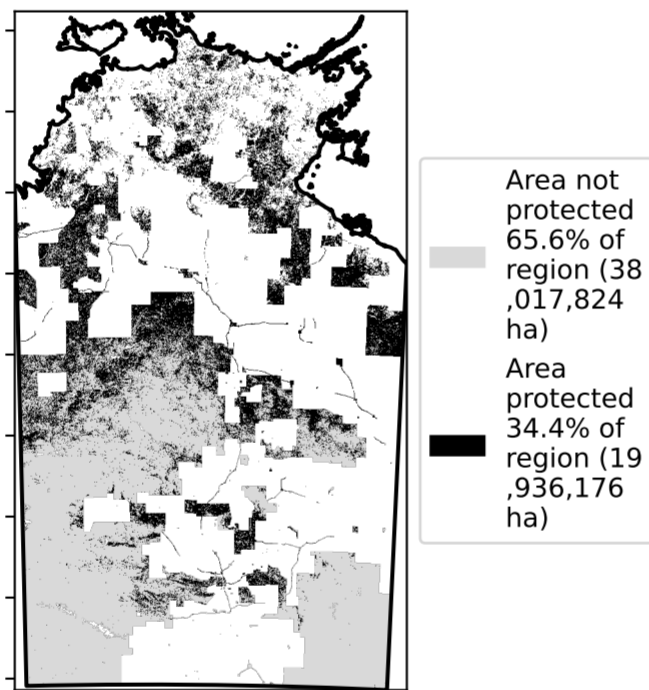 Area not
protected
65.6% of
region (38
,017,824
ha)
Area
protected
34.4% of
region (19
,936,176
ha)